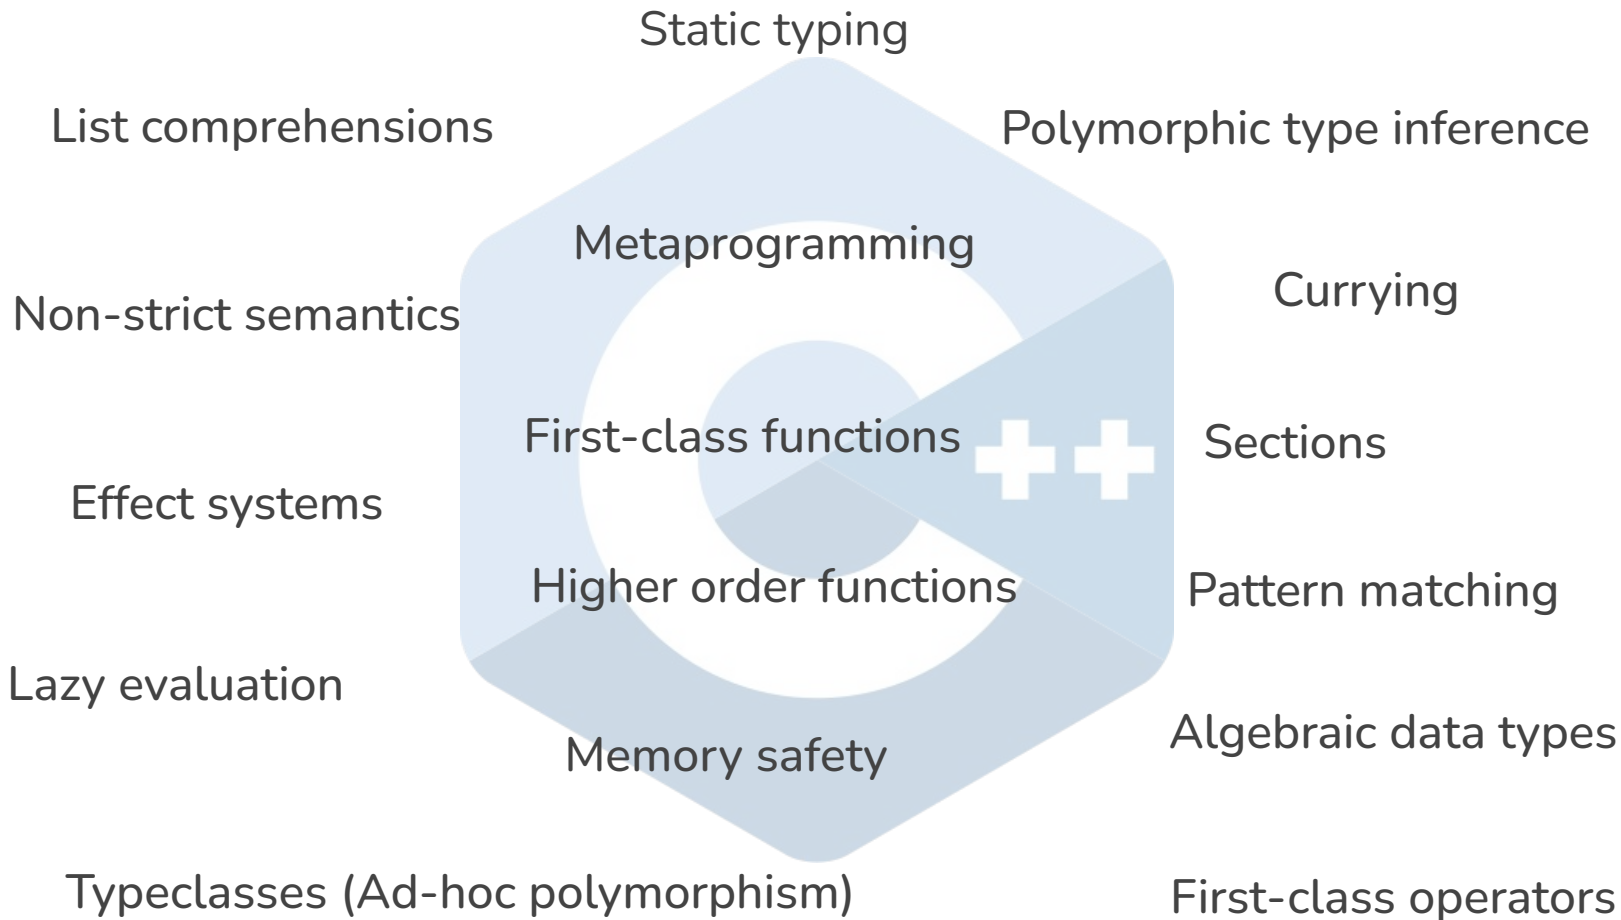 Static typing
List comprehensions
Polymorphic type inference
Metaprogramming
Currying
Non-strict semantics
First-class functions
++
Sections
Effect systems
Higher order functions
Pattern matching
Lazy evaluation
Algebraic data types
Memory safety
Typeclasses (Ad-hoc polymorphism)
First-class operators